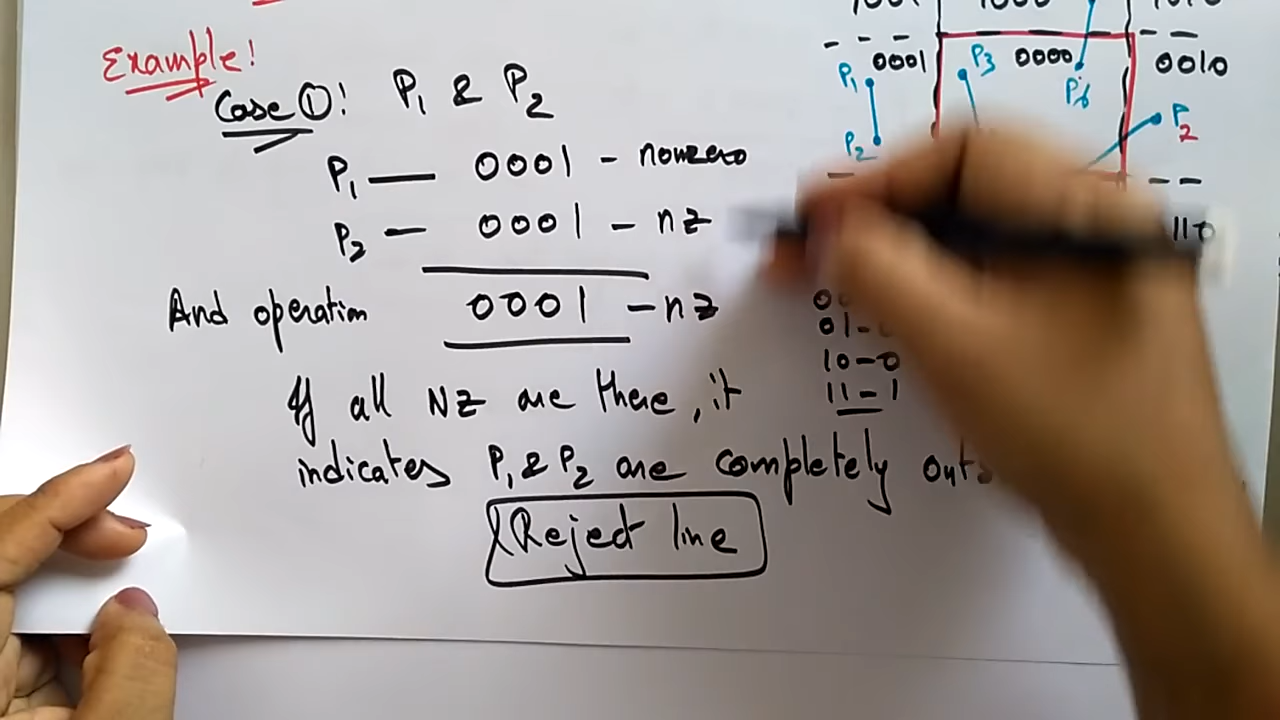 Example!
Case ①! P1 & P2
P1 — 0001 - nonzero
P2 — 0001 - nz
And operation 0001 - nz
If all NZ are there, it
indicates P1 & P2 are completely
Reject line
1000
0001 P3 0000 0010
P1
P2
P2
10-0
11-1